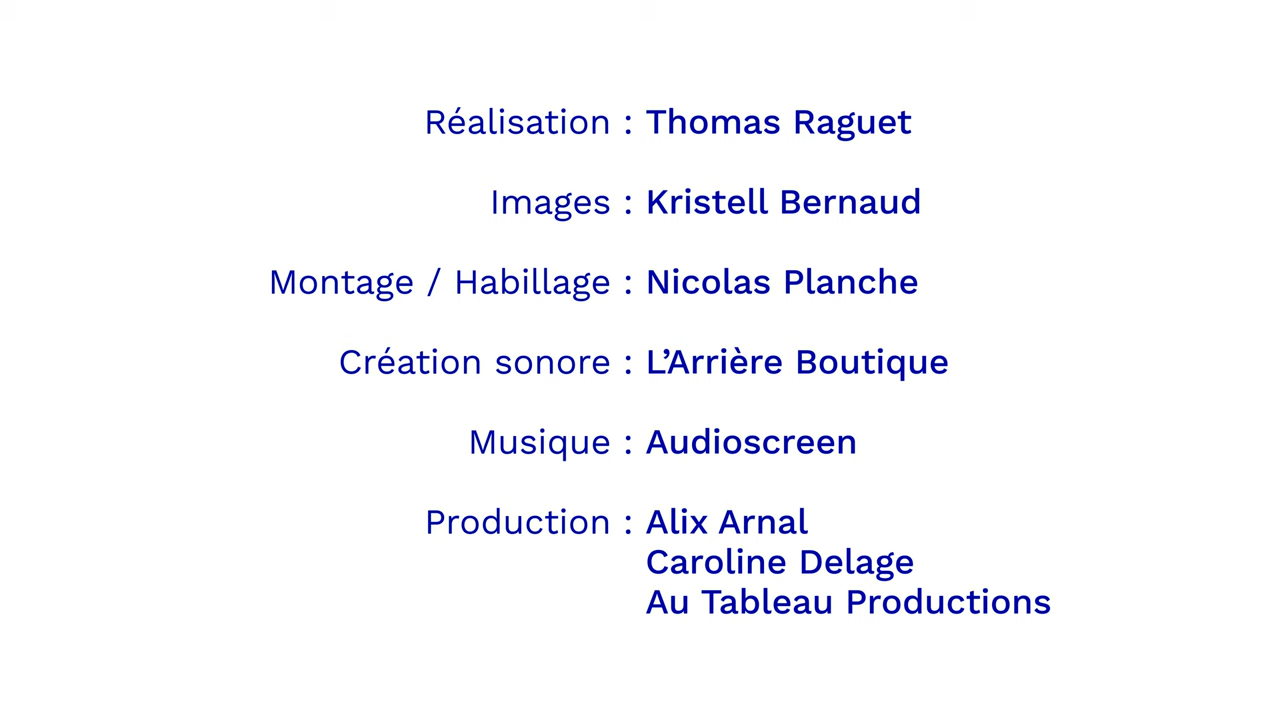 Réalisation : Thomas Raguet
Images : Kristell Bernaud
Montage / Habillage : Nicolas Planche
Création sonore : L’Arrière Boutique
Musique : Audioscreen
Production : Alix Arnal
Caroline Delage
Au Tableau Productions